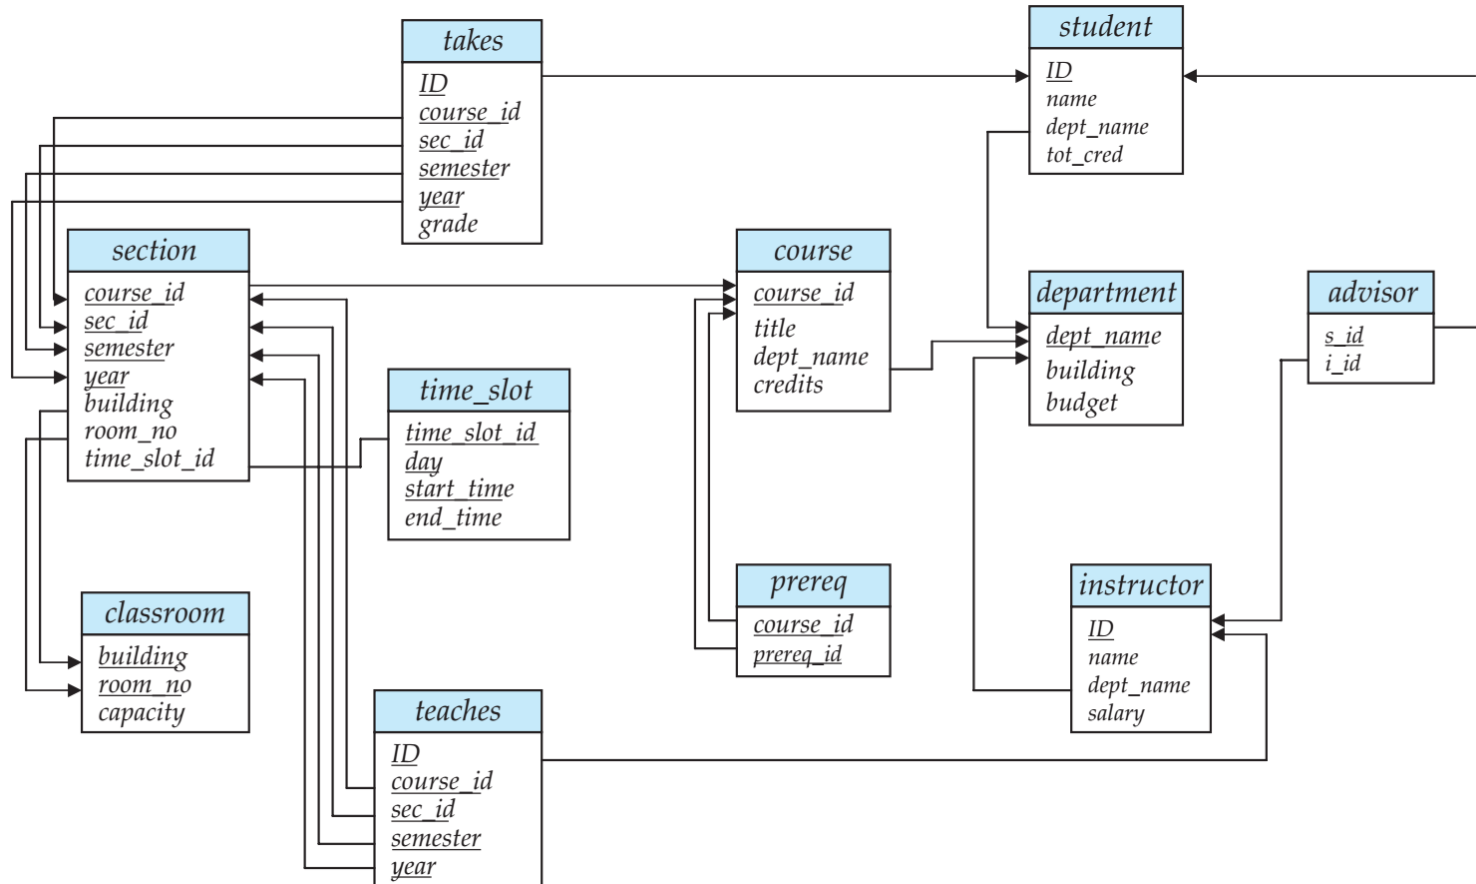 takes
ID
course_id
sec_id
semester
year
grade
student
ID
name
dept_name
tot_cred
section
course_id
sec_id
semester
year
building
room_no
time_slot_id
time_slot
time_slot_id
day
start_time
end_time
course
course_id
title
dept_name
credits
department
dept_name
building
budget
advisor
s_id
i_id
classroom
building
room_no
capacity
prereq
course_id
prereq_id
instructor
ID
name
dept_name
salary
teaches
ID
course_id
sec_id
semester
year